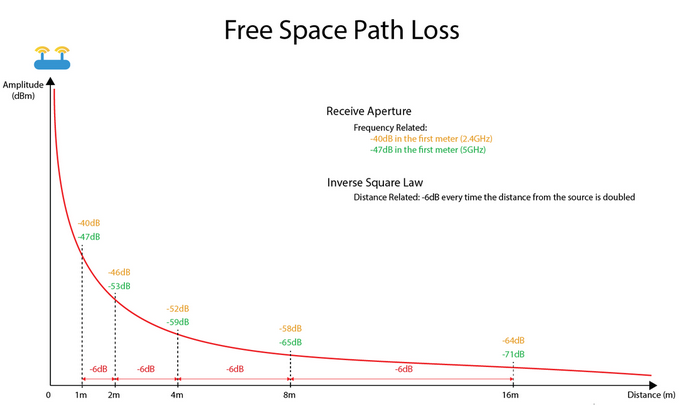 Free Space Path Loss
Amplitude
(dBm)
Receive Aperture
Frequency Related:
-40dB in the first meter (2.4GHz)
-47dB in the first meter (5GHz)
Inverse Square Law
Distance Related: -6dB every time the distance from the source is doubled
-40dB
-47dB
-46dB
-53dB
-52dB
-59dB
-58dB
-65dB
-64dB
-71dB
-6dB -6dB -6dB -6dB
0 1m 2m 4m 8m 16m Distance (m)